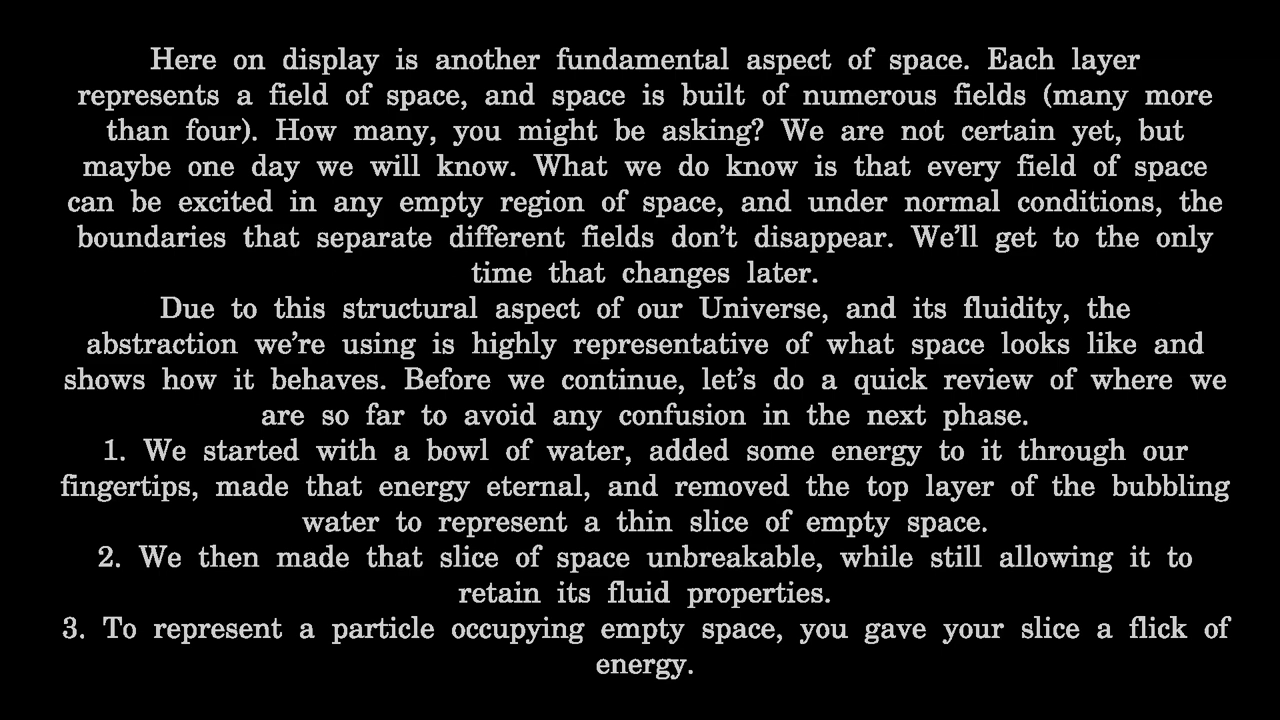 Here on display is another fundamental aspect of space. Each layer
represents a field of space, and space is built of numerous fields (many more
than four). How many, you might be asking? We are not certain yet, but
maybe one day we will know. What we do know is that every field of space
can be excited in any empty region of space, and under normal conditions, the
boundaries that separate different fields don't disappear. We'll get to the only
time that changes later.
Due to this structural aspect of our Universe, and its fluidity, the
abstraction we're using is highly representative of what space looks like and
shows how it behaves. Before we continue, let's do a quick review of where we
are so far to avoid any confusion in the next phase.
1. We started with a bowl of water, added some energy to it through our
fingertips, made that energy eternal, and removed the top layer of the bubbling
water to represent a thin slice of empty space.
2. We then made that slice of space unbreakable, while still allowing it to
retain its fluid properties.
3. To represent a particle occupying empty space, you gave your slice a flick of
energy.